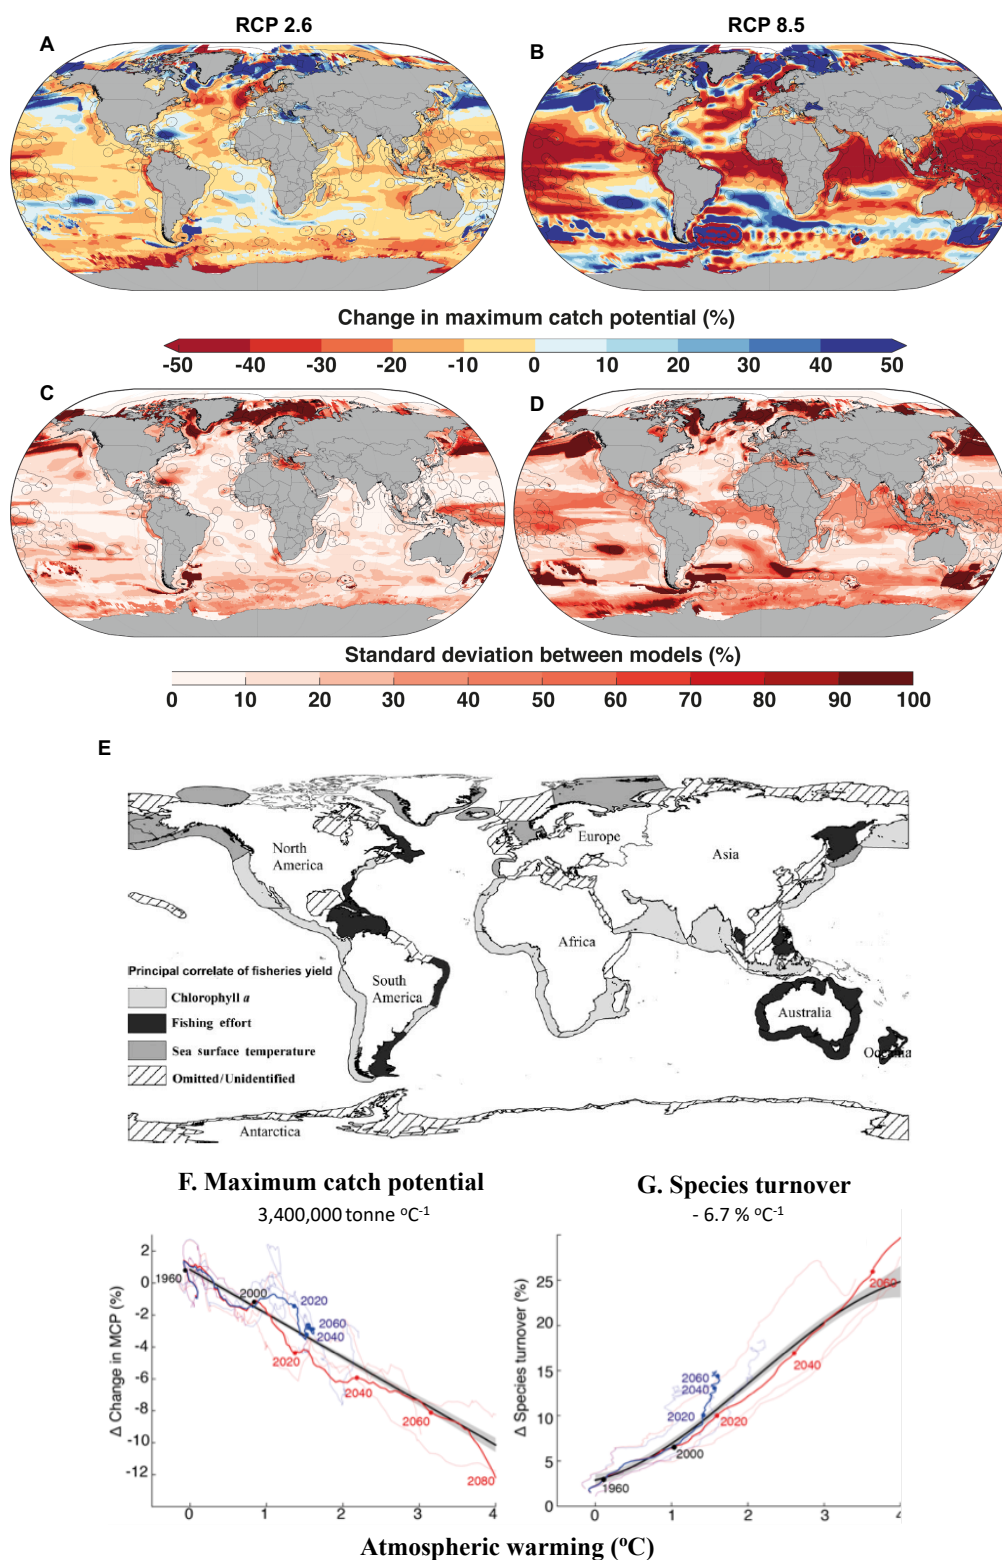 RCP 2.6
RCP 8.5
A
B
Change in maximum catch potential (%)
-50 -40 -30 -20 -10 0 10 20 30 40 50
C
D
Standard deviation between models (%)
0 10 20 30 40 50 60 70 80 90 100
E
North America
Europe
Asia
Africa
South America
Australia
Oceania
Antarctica
Principal correlate of fisheries yield
Chlorophyll a
Fishing effort
Sea surface temperature
Omitted/Unidentified
F. Maximum catch potential
3,400,000 tonne ºC-1
Δ Change in MCP (%)
2
0
-2
-4
-6
-8
-10
-12
1960
2000
2020
2060
2040
2020
2040
2060
2080
0 1 2 3 4
G. Species turnover
- 6.7 % ºC-1
Δ Species turnover (%)
25
20
15
10
5
0
2060
2040
2060
2040
2020
2020
2000
1960
0 1 2 3 4
Atmospheric warming (ºC)